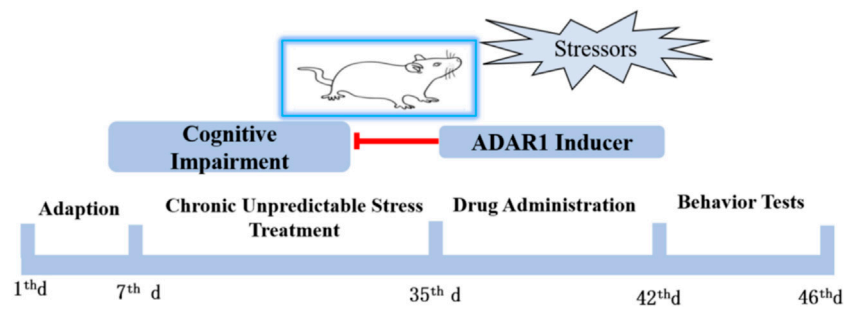 Stressors
Cognitive
Impairment
ADAR1 Inducer
Adaption
Chronic Unpredictable Stress
Treatment
Drug Administration
Behavior Tests
1ᵗʰd
7ᵗʰ d
35ᵗʰ d
42ᵗʰd
46ᵗʰd